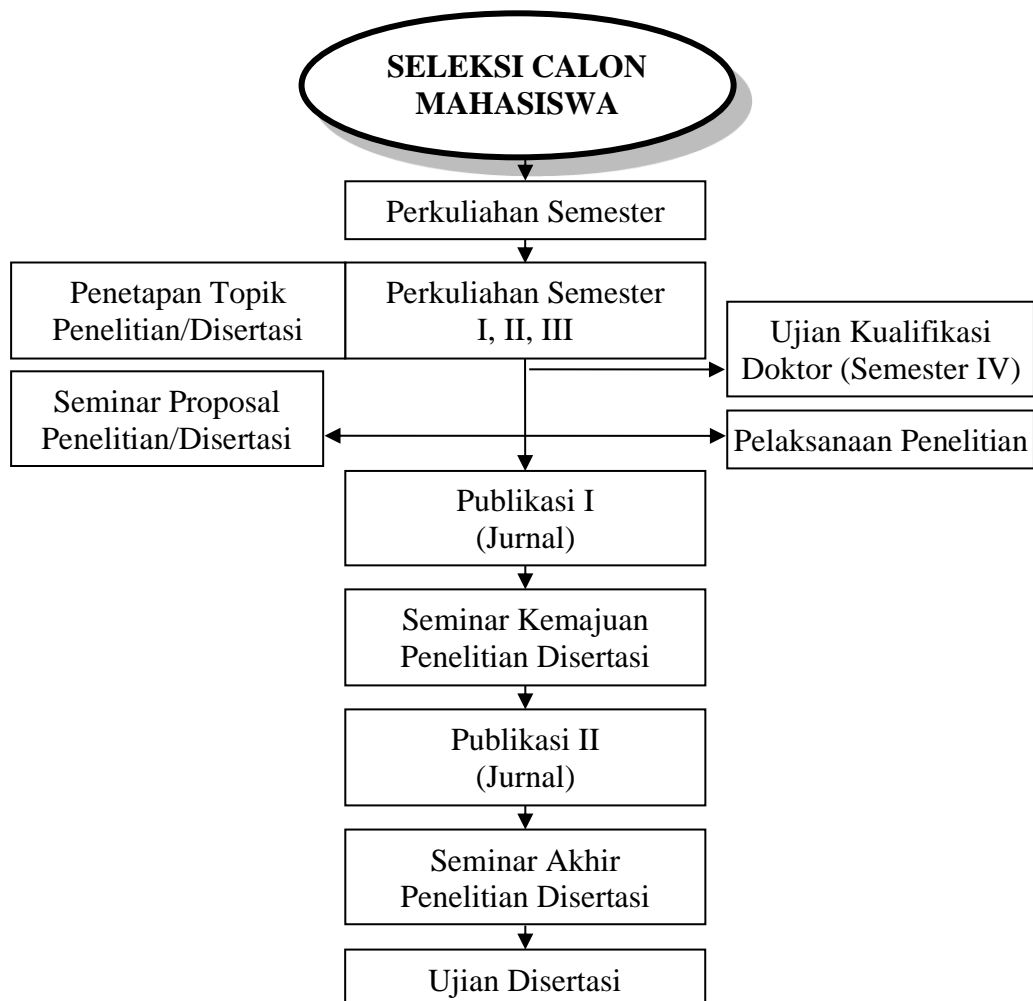 SELEKSI CALON
MAHASISWA
Perkuliahan Semester
Penetapan Topik
Penelitian/Disertasi
Perkuliahan Semester
I, II, III
Ujian Kualifikasi
Doktor (Semester IV)
Seminar Proposal
Penelitian/Disertasi
Pelaksanaan Penelitian
Publikasi I
(Jurnal)
Seminar Kemajuan
Penelitian Disertasi
Publikasi II
(Jurnal)
Seminar Akhir
Penelitian Disertasi
Ujian Disertasi